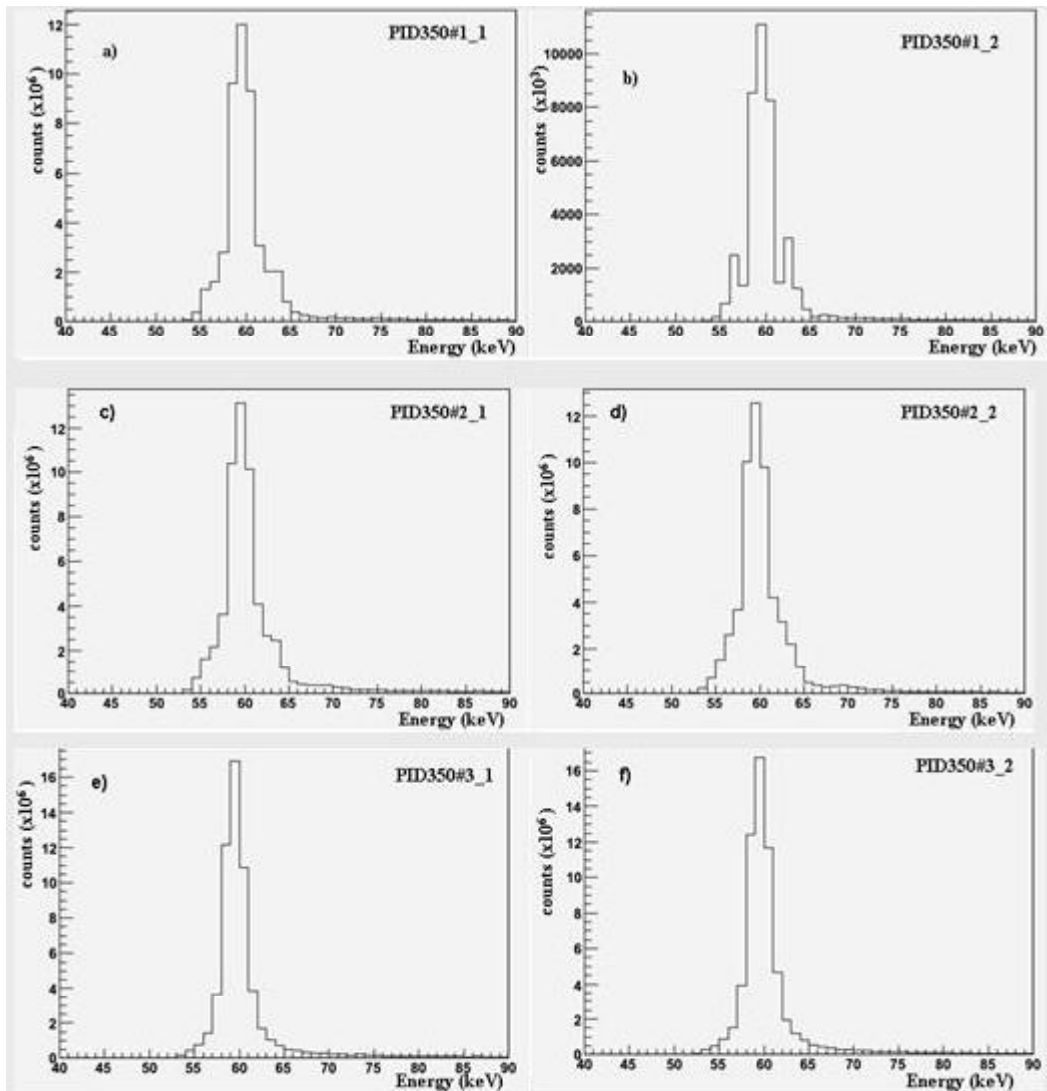 a)
PID350#1_1
counts (x10⁶)
12
10
8
6
4
2
0
40 45 50 55 60 65 70 75 80 85 90
Energy (keV)
b)
PID350#1_2
counts (x10³)
10000
8000
6000
4000
2000
0
40 45 50 55 60 65 70 75 80 85 90
Energy (keV)
c)
PID350#2_1
counts (x10⁶)
12
10
8
6
4
2
0
40 45 50 55 60 65 70 75 80 85 90
Energy (keV)
d)
PID350#2_2
counts (x10⁶)
12
10
8
6
4
2
0
40 45 50 55 60 65 70 75 80 85 90
Energy (keV)
e)
PID350#3_1
counts (x10⁶)
16
14
12
10
8
6
4
2
0
40 45 50 55 60 65 70 75 80 85 90
Energy (keV)
f)
PID350#3_2
counts (x10⁶)
16
14
12
10
8
6
4
2
0
40 45 50 55 60 65 70 75 80 85 90
Energy (keV)